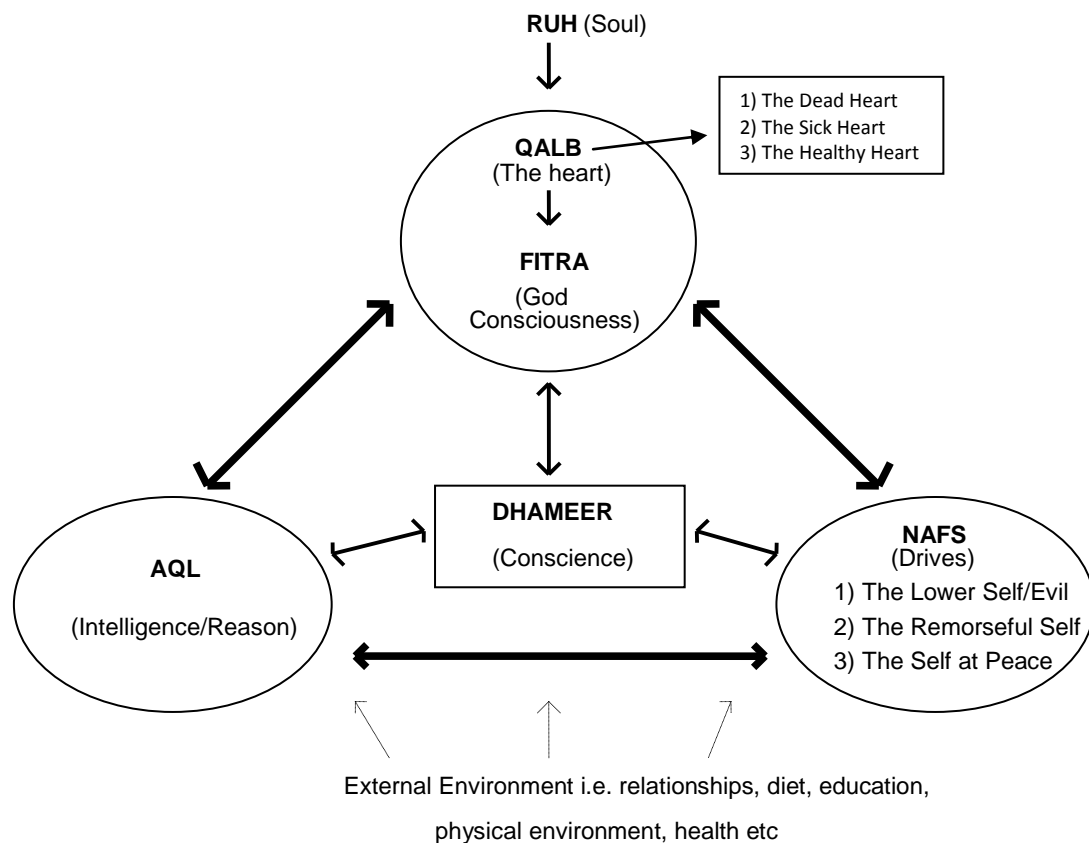 RUH (Soul)
1) The Dead Heart
2) The Sick Heart
3) The Healthy Heart
QALB
(The heart)
FITRA
(God
Consciousness)
DHAMEER
(Conscience)
AQL
(Intelligence/Reason)
NAFS
(Drives)
1) The Lower Self/Evil
2) The Remorseful Self
3) The Self at Peace
External Environment i.e. relationships, diet, education,
physical environment, health etc